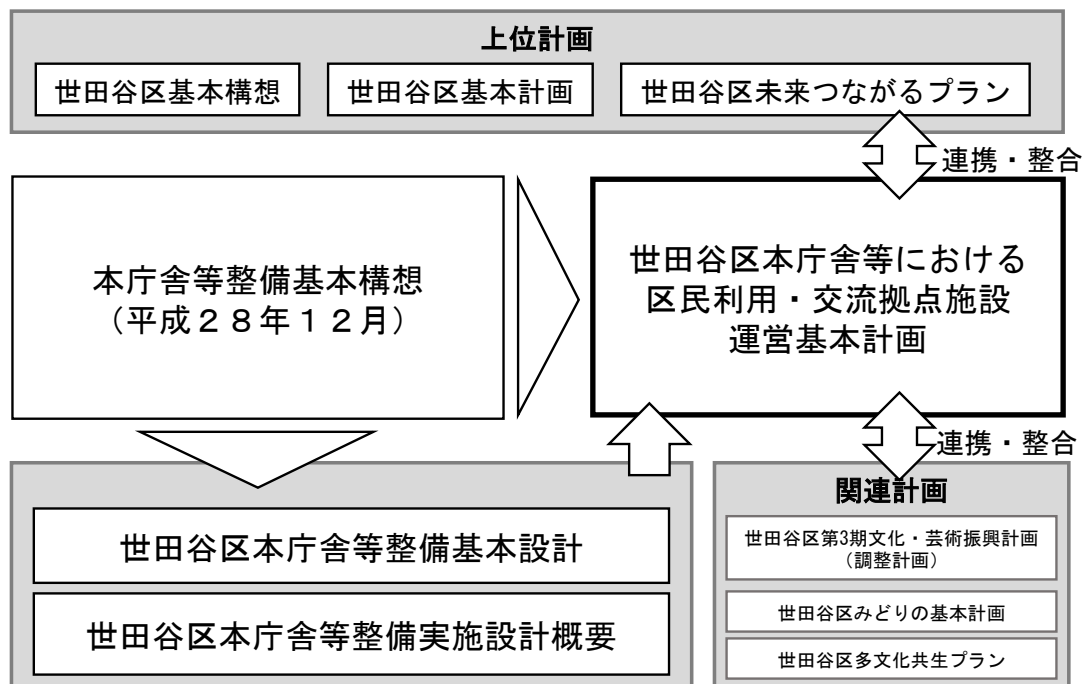 上位計画
世田谷区基本構想
世田谷区基本計画
世田谷区未来つながるプラン
連携・整合
本庁舎等整備基本構想
（平成２８年１２月）
世田谷区本庁舎等における
区民利用・交流拠点施設
運営基本計画
連携・整合
世田谷区本庁舎等整備基本設計
世田谷区本庁舎等整備実施設計概要
関連計画
世田谷区第3期文化・芸術振興計画
（調整計画）
世田谷区みどりの基本計画
世田谷区多文化共生プラン